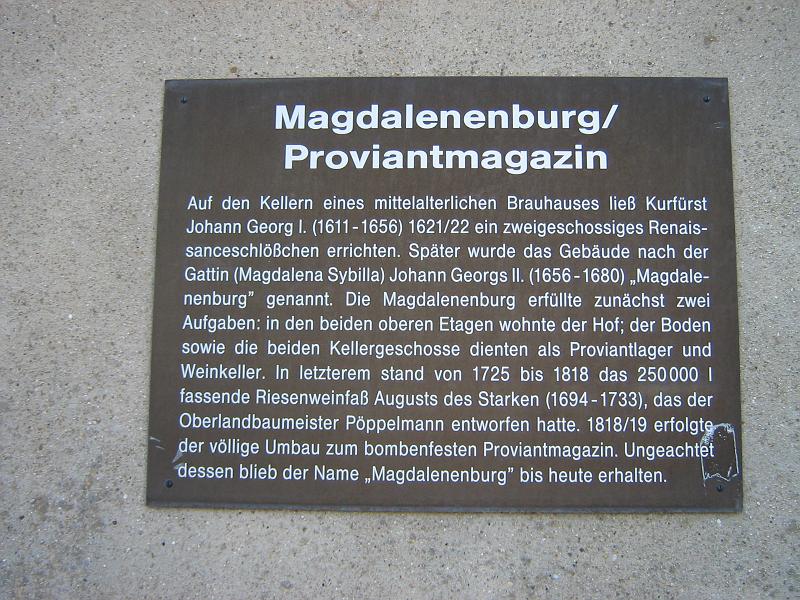 Magdalenenburg/
Proviantmagazin
Auf den Kellern eines mittelalterlichen Brauhauses ließ Kurfürst
Johann Georg I. (1611-1656) 1621/22 ein zweigeschossiges Renais-
sanceschlößchen errichten. Später wurde das Gebäude nach der
Gattin (Magdalena Sybilla) Johann Georgs II. (1656-1680) „Magdale-
nenburg” genannt. Die Magdalenenburg erfüllte zunächst zwei
Aufgaben: in den beiden oberen Etagen wohnte der Hof; der Boden
sowie die beiden Kellergeschosse dienten als Proviantlager und
Weinkeller. In letzterem stand von 1725 bis 1818 das 250000 l
fassende Riesenweinfaß Augusts des Starken (1694-1733), das der
Oberlandbaumeister Pöppelmann entworfen hatte. 1818/19 erfolgte
der völlige Umbau zum bombenfesten Proviantmagazin. Ungeachtet
dessen blieb der Name „Magdalenenburg” bis heute erhalten.